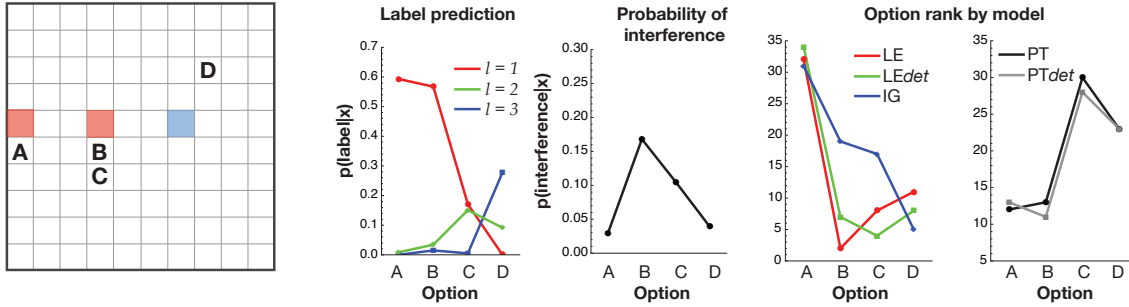 A
B
C
D
Label prediction
p(label|x)
0.7
0.6
0.5
0.4
0.3
0.2
0.1
0.0
l = 1
l = 2
l = 3
A B C D
Option
Probability of
interference
p(interference|x)
0.30
0.25
0.20
0.15
0.10
0.05
0.00
A B C D
Option
Option rank by model
35
30
25
20
15
10
5
0
LE
LEdet
IG
A B C D
Option
35
30
25
20
15
10
5
PT
PTdet
A B C D
Option